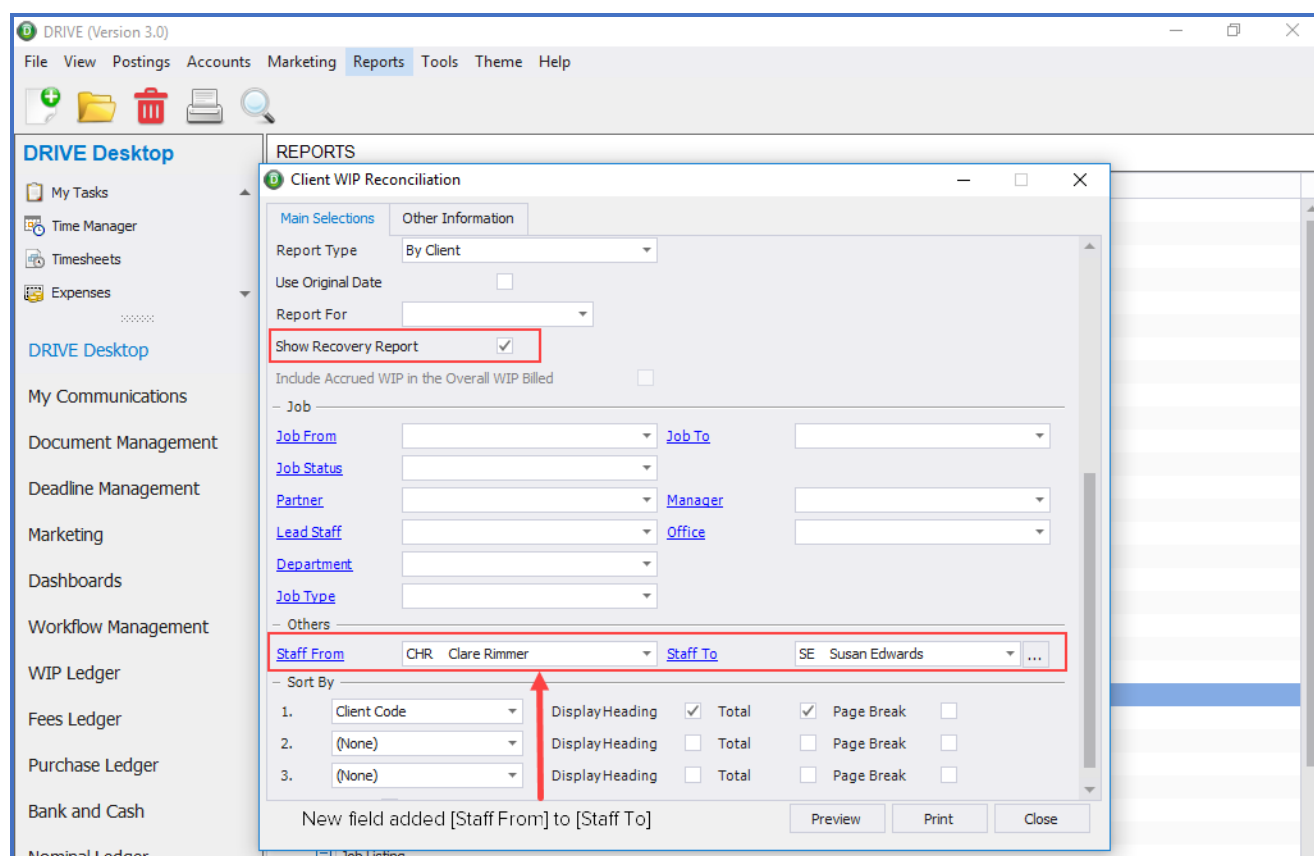 DRIVE (Version 3.0)
File View Postings Accounts Marketing Reports Tools Theme Help
DRIVE Desktop
REPORTS
My Tasks
Time Manager
Timesheets
Expenses
DRIVE Desktop
My Communications
Document Management
Deadline Management
Marketing
Dashboards
Workflow Management
WIP Ledger
Fees Ledger
Purchase Ledger
Bank and Cash
Nominal Ledger
Client WIP Reconciliation
Main Selections Other Information
Report Type By Client
Use Original Date
Report For
Show Recovery Report
Include Accrued WIP in the Overall WIP Billed
Job
Job From Job To
Job Status
Partner Manager
Lead Staff Office
Department
Job Type
Others
Staff From CHR Clare Rimmer Staff To SE Susan Edwards ...
Sort By
1. Client Code Display Heading Total Page Break
2. (None) Display Heading Total Page Break
3. (None) Display Heading Total Page Break
New field added [Staff From] to [Staff To]
Preview Print Close
Job Listing